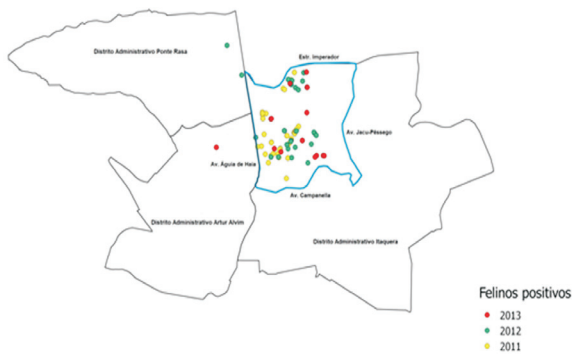 Distrito Administrativo Ponte Rasa
Estr. Imperador
Av. Jacu-Pêssego
Av. Águia de Haia
Av. Campanella
Distrito Administrativo Artur Alvim
Distrito Administrativo Itaquera
Felinos positivos
2013
2012
2011